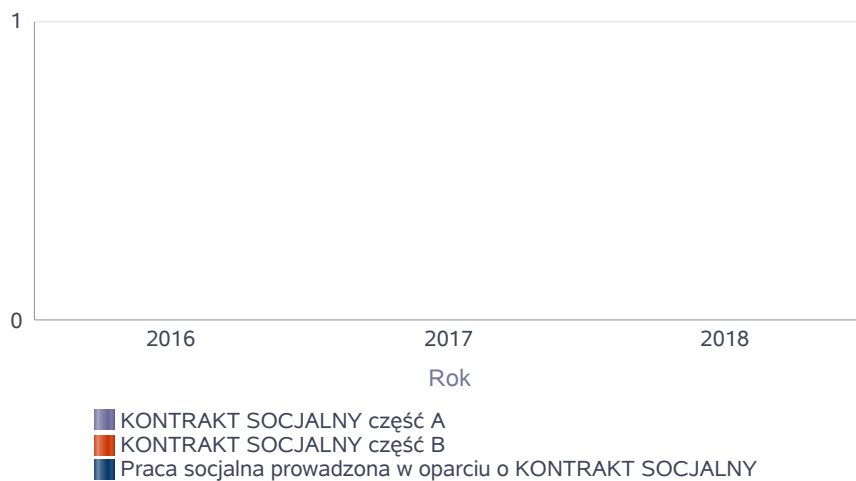 1
0
2016 2017 2018
Rok
KONTRAKT SOCJALNY część A
KONTRAKT SOCJALNY część B
Praca socjalna prowadzona w oparciu o KONTRAKT SOCJALNY